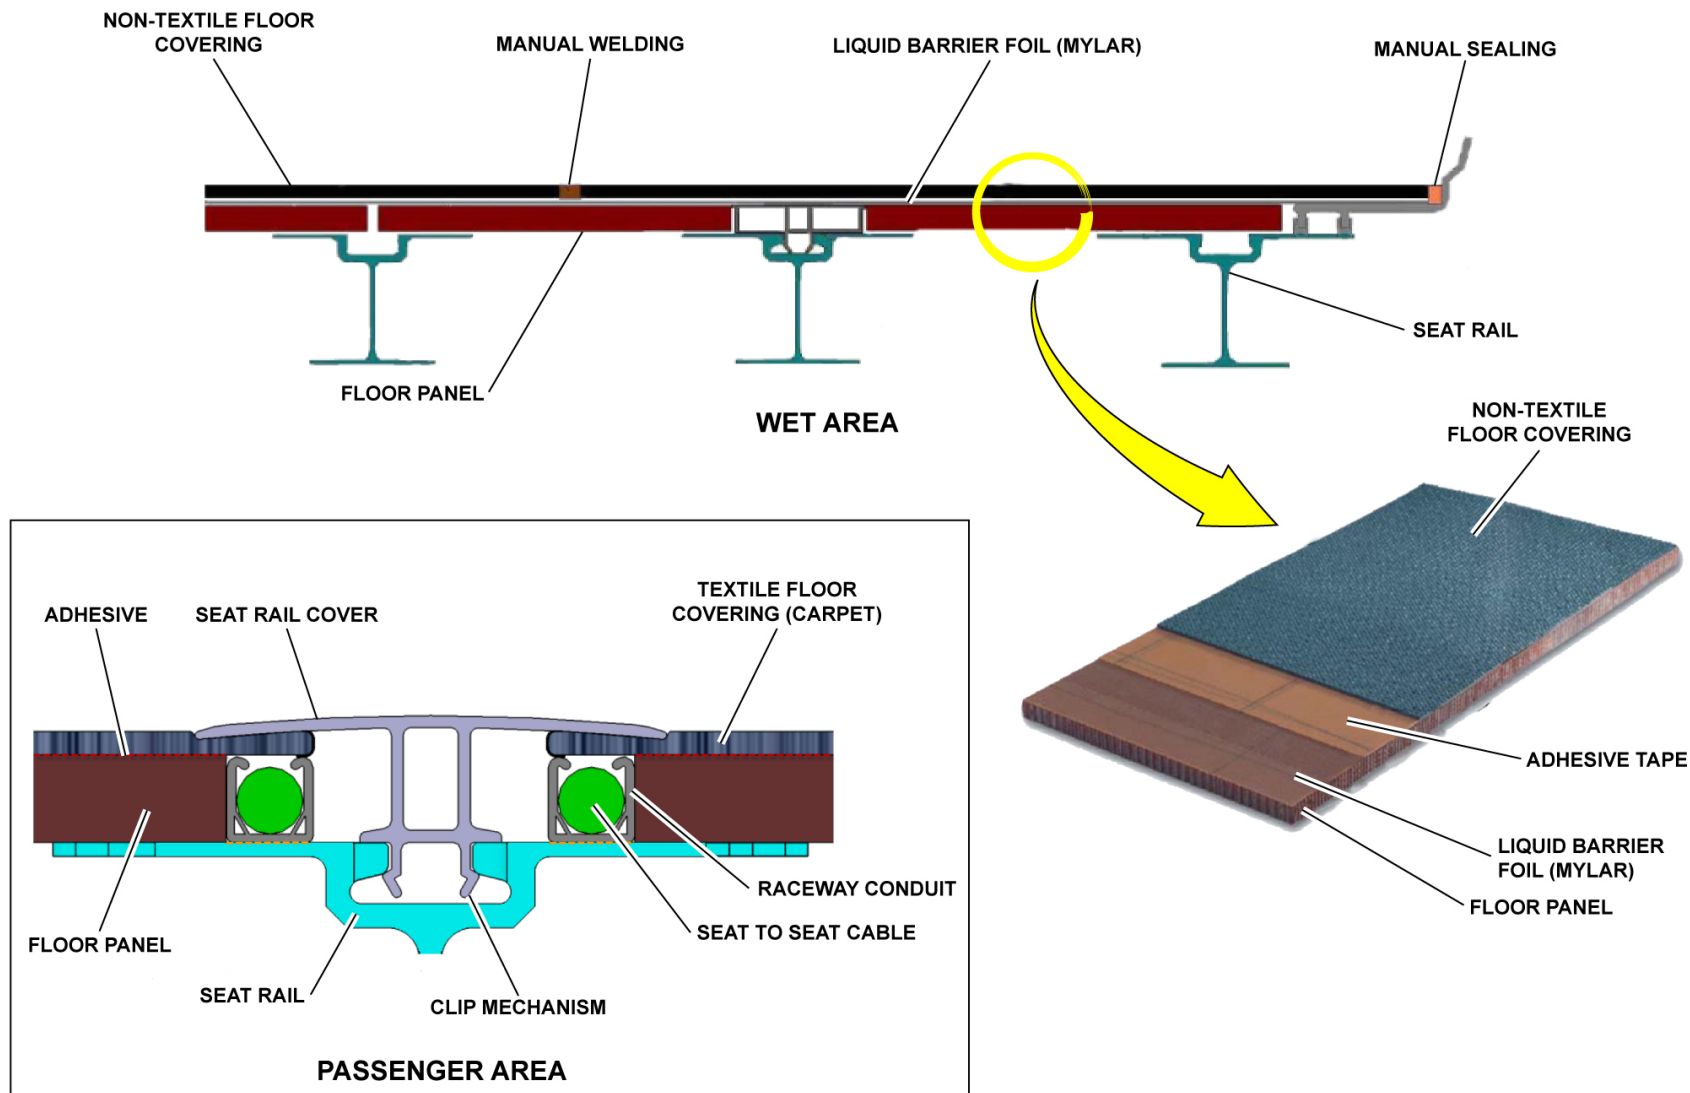 NON-TEXTILE FLOOR
COVERING
MANUAL WELDING
LIQUID BARRIER FOIL (MYLAR)
MANUAL SEALING
SEAT RAIL
FLOOR PANEL
WET AREA
NON-TEXTILE
FLOOR COVERING
ADHESIVE TAPE
LIQUID BARRIER
FOIL (MYLAR)
FLOOR PANEL
ADHESIVE
SEAT RAIL COVER
TEXTILE FLOOR
COVERING (CARPET)
RACEWAY CONDUIT
SEAT TO SEAT CABLE
FLOOR PANEL
SEAT RAIL
CLIP MECHANISM
PASSENGER AREA